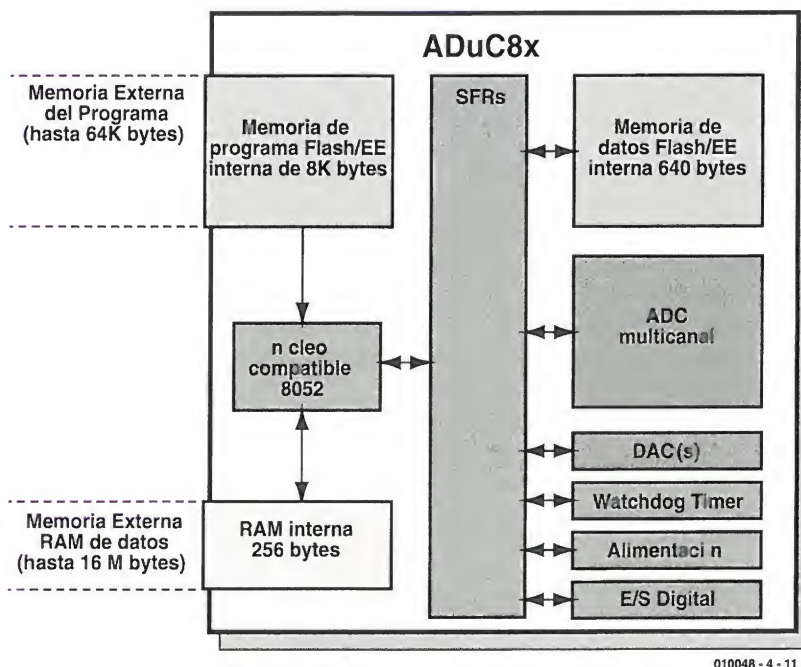 ADuC8x
Memoria Externa
del Programa
(hasta 64K bytes)
Memoria de
programa Flash/EE
interna de 8K bytes
SFRs
Memoria de
datos Flash/EE
interna 640 bytes
n cleo
compatible
8052
ADC
multicanal
DAC(s)
Watchdog Timer
Alimentaci n
E/S Digital
Memoria Externa
RAM de datos
(hasta 16 M bytes)
RAM interna
256 bytes
010048 - 4 - 11